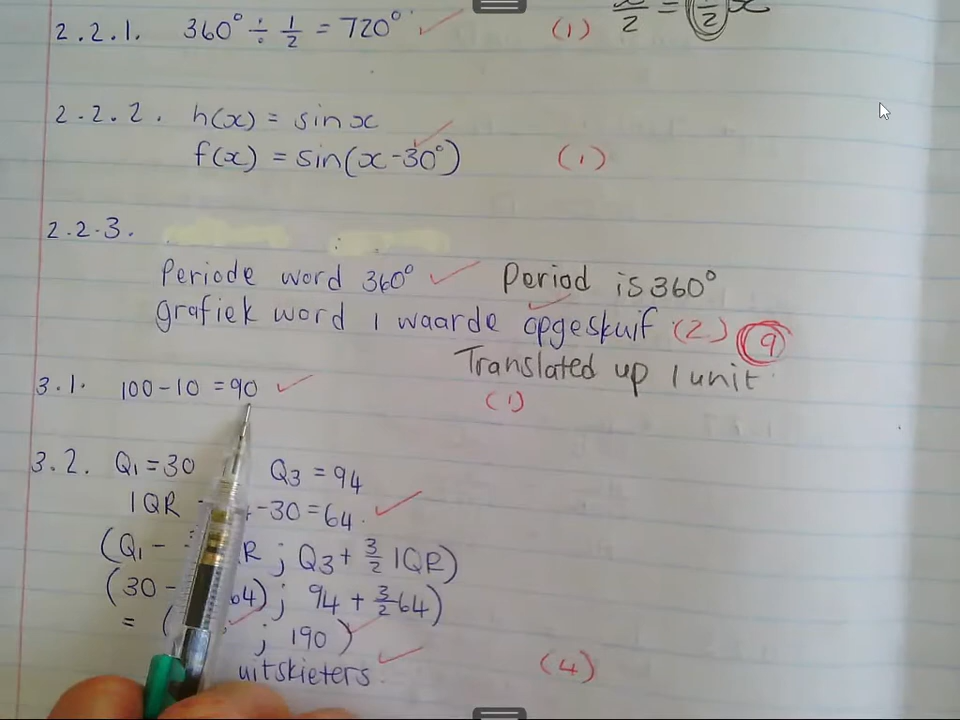 2.2.1. 360° ÷ 1/2 = 720° (1)
2.2.2. h(x) = sin x
f(x) = sin(x-30°) (1)
2.2.3.
Periode word 360° Period is 360°
grafiek word 1 waarde opgeskuif (2) 9
Translated up 1 unit
3.1. 100-10 = 90 (1)
3.2. Q1 = 30 Q3 = 94
IQR -30 = 64.
(Q1 - R ; Q3 + 3/2 IQR)
(30 - 64) ; 94 + 3/2 64)
= ( ; 190)
uitskieters. (4)